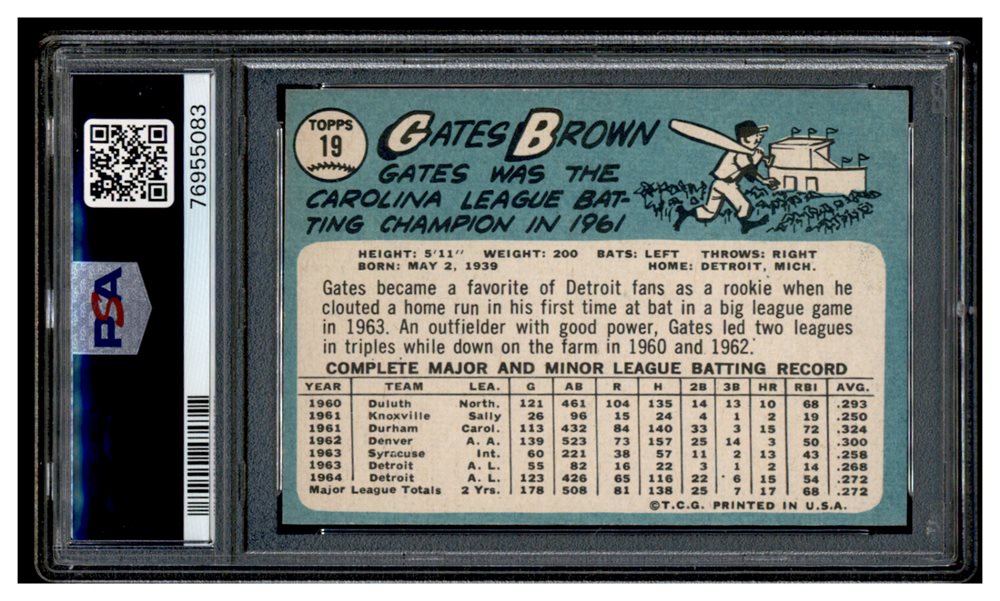 76955083
PSA
TOPPS
19
GATES BROWN
GATES WAS THE
CAROLINA LEAGUE BAT-
TING CHAMPION IN 1961
HEIGHT: 5'11" WEIGHT: 200 BATS: LEFT THROWS: RIGHT
BORN: MAY 2, 1939 HOME: DETROIT, MICH.
Gates became a favorite of Detroit fans as a rookie when he
clouted a home run in his first time at bat in a big league game
in 1963. An outfielder with good power, Gates led two leagues
in triples while down on the farm in 1960 and 1962.
COMPLETE MAJOR AND MINOR LEAGUE BATTING RECORD
YEAR TEAM LEA. G AB R H 2B 3B HR RBI AVG.
1960 Duluth North. 121 461 104 135 14 13 10 68 .293
1961 Knoxville Sally 26 96 15 24 4 1 2 19 .250
1961 Durham Carol. 113 432 84 140 33 3 15 72 .324
1962 Denver A. A. 139 523 73 157 25 14 3 50 .300
1963 Syracuse Int. 60 221 38 57 11 2 13 43 .258
1963 Detroit A. L. 55 82 16 22 3 1 2 14 .268
1964 Detroit A. L. 123 426 65 116 22 6 15 54 .272
Major League Totals 2 Yrs. 178 508 81 138 25 7 17 68 .272
©T.C.G. PRINTED IN U.S.A.